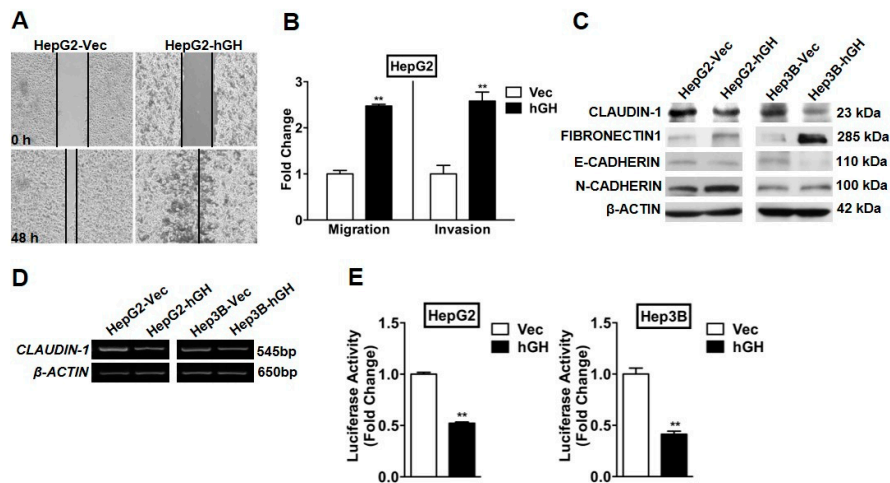 A
HepG2-Vec HepG2-hGH
0 h
48 h
B
HepG2
Vec
hGH
Fold Change
3
2
1
0
**
**
Migration Invasion
C
HepG2-Vec HepG2-hGH Hep3B-Vec Hep3B-hGH
CLAUDIN-1 23 kDa
FIBRONECTIN1 285 kDa
E-CADHERIN 110 kDa
N-CADHERIN 100 kDa
β-ACTIN 42 kDa
D
HepG2-Vec HepG2-hGH Hep3B-Vec Hep3B-hGH
CLAUDIN-1 545bp
β-ACTIN 650bp
E
HepG2
Vec
hGH
Luciferase Activity
(Fold Change)
1.5
1.0
0.5
0.0
**
Hep3B
Vec
hGH
Luciferase Activity
(Fold Change)
1.5
1.0
0.5
0.0
**